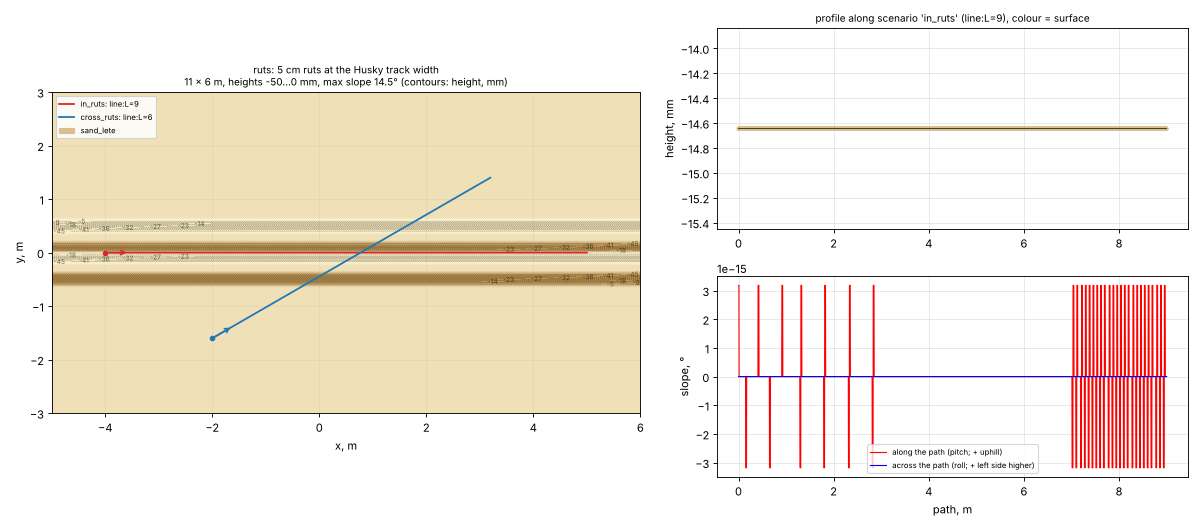 ruts: 5 cm ruts at the Husky track width
11 × 6 m, heights -50...0 mm, max slope 14.5° (contours: height, mm)
in_ruts: line:L=9
cross_ruts: line:L=6
sand_lete
3
2
1
0
−1
−2
−3
y, m
−4
−2
0
2
4
6
x, m
profile along scenario 'in_ruts' (line:L=9), colour = surface
−14.0
−14.2
−14.4
−14.6
−14.8
−15.0
−15.2
−15.4
height, mm
0
2
4
6
8
1e−15
3
2
1
0
−1
−2
−3
slope, °
along the path (pitch; + uphill)
across the path (roll; + left side higher)
0
2
4
6
8
path, m